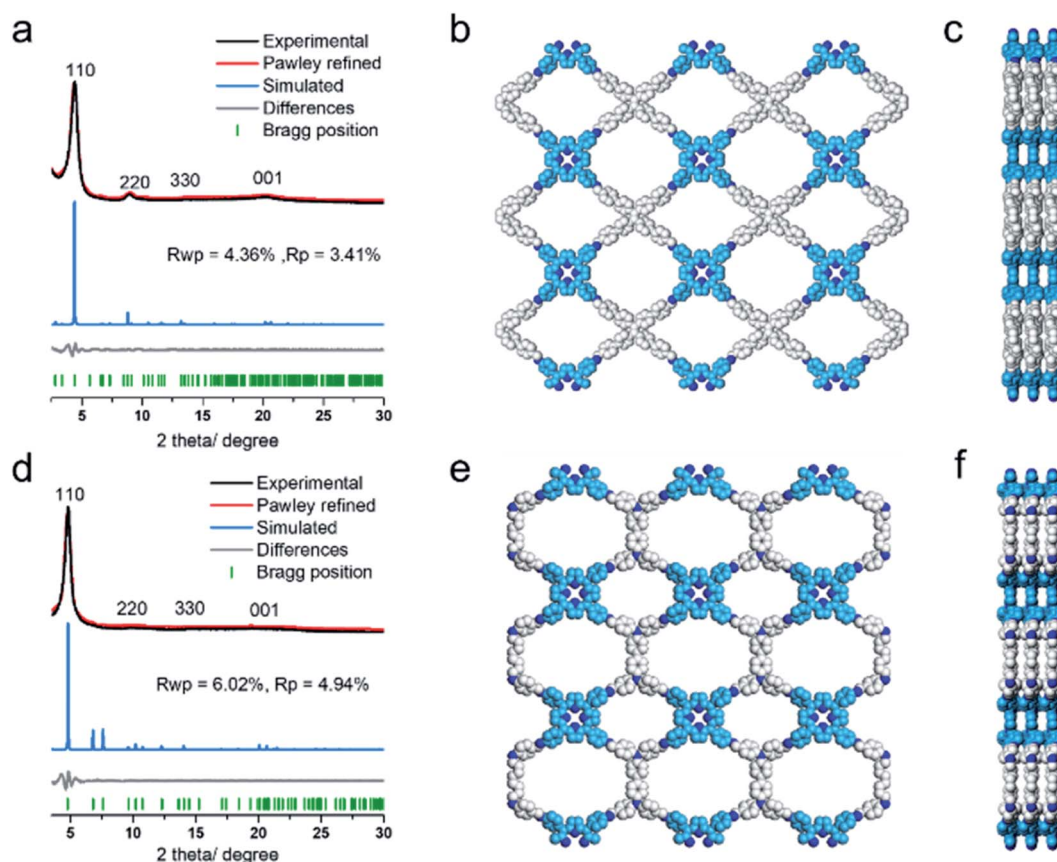 a
Experimental
Pawley refined
Simulated
Differences
Bragg position
110
220
330
001
Rwp = 4.36% ,Rp = 3.41%
5 10 15 20 25 30
2 theta/ degree
b
c
d
Experimental
Pawley refined
Simulated
Differences
Bragg position
110
220
330
001
Rwp = 6.02%, Rp = 4.94%
5 10 15 20 25 30
2 theta/ degree
e
f